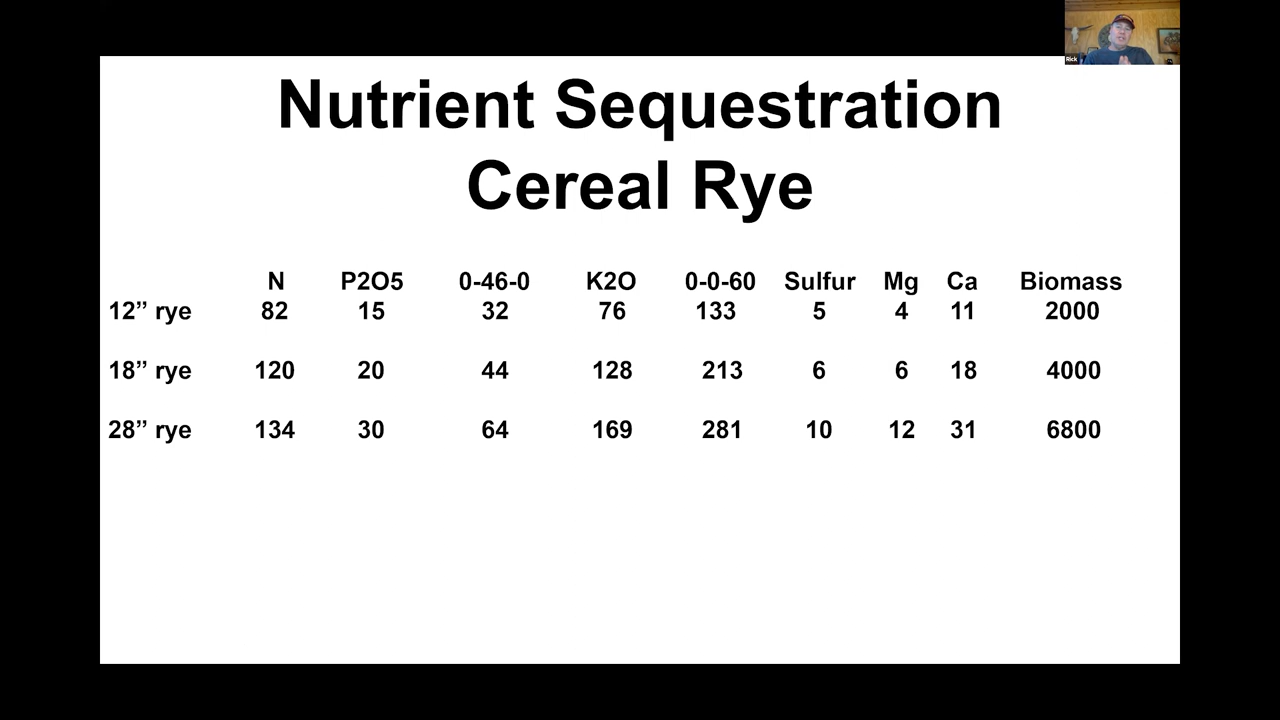 Rick
Nutrient Sequestration
Cereal Rye
N P2O5 0-46-0 K2O 0-0-60 Sulfur Mg Ca Biomass
12” rye 82 15 32 76 133 5 4 11 2000
18” rye 120 20 44 128 213 6 6 18 4000
28” rye 134 30 64 169 281 10 12 31 6800